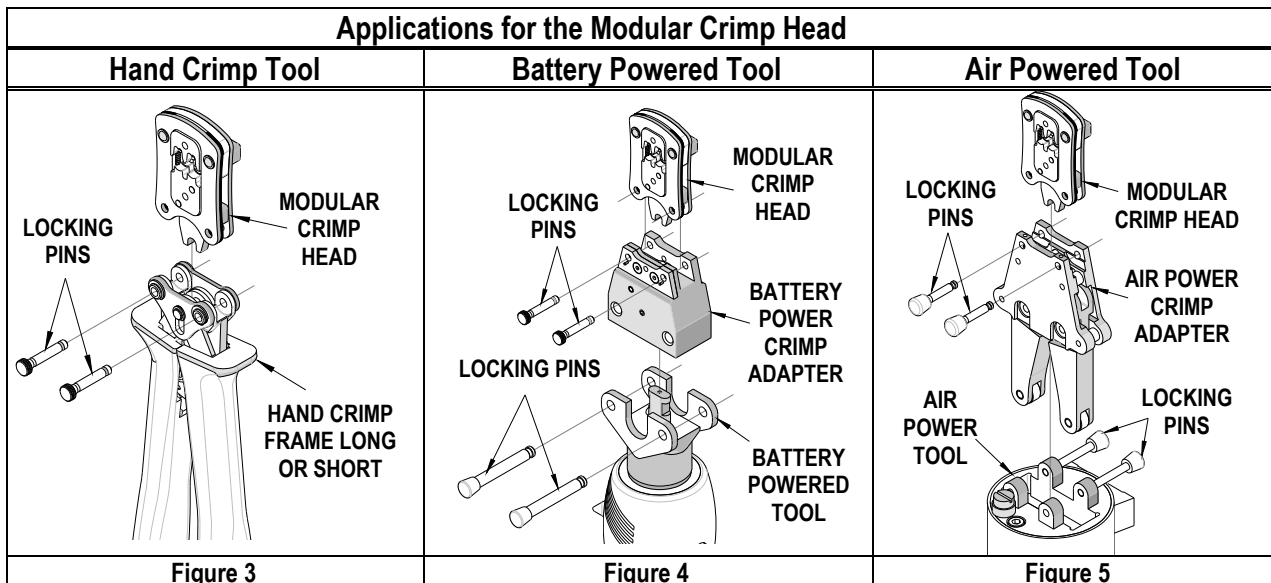 Applications for the Modular Crimp Head
Hand Crimp Tool
Battery Powered Tool
Air Powered Tool
MODULAR
CRIMP
HEAD
LOCKING
PINS
HAND CRIMP
FRAME LONG
OR SHORT
MODULAR
CRIMP
HEAD
LOCKING
PINS
BATTERY
POWER
CRIMP
ADAPTER
LOCKING PINS
BATTERY
POWERED
TOOL
LOCKING
PINS
MODULAR
CRIMP HEAD
AIR POWER
CRIMP
ADAPTER
AIR
POWER
TOOL
LOCKING
PINS
Figure 3
Figure 4
Figure 5